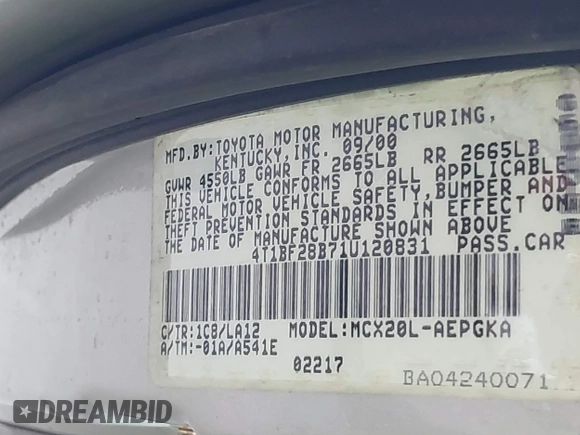 MFD.BY:TOYOTA MOTOR MANUFACTURING,
KENTUCKY,INC. 09/00
GVWR 4550LB GAWR FR 2665LB RR 2665LB
THIS VEHICLE CONFORMS TO ALL APPLICABLE
FEDERAL MOTOR VEHICLE SAFETY,BUMPER AND
THEFT PREVENTION STANDARDS IN EFFECT ON
THE DATE OF MANUFACTURE SHOWN ABOVE
4T1BF28B71U120831 PASS.CAR
C/TR:1C8/LA12 MODEL:MCX20L-AEPGKA
A/TM:-01A/A541E
02217
BA04240071
DREAMBID